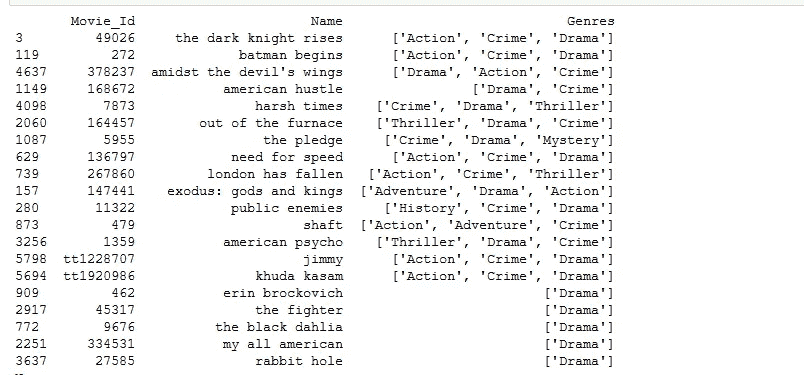 Movie_Id Name Genres
3 49026 the dark knight rises ['Action', 'Crime', 'Drama']
119 272 batman begins ['Action', 'Crime', 'Drama']
4637 378237 amidst the devil's wings ['Drama', 'Action', 'Crime']
1149 168672 american hustle ['Drama', 'Crime']
4098 7873 harsh times ['Crime', 'Drama', 'Thriller']
2060 164457 out of the furnace ['Thriller', 'Drama', 'Crime']
1087 5955 the pledge ['Crime', 'Drama', 'Mystery']
629 136797 need for speed ['Action', 'Crime', 'Drama']
739 267860 london has fallen ['Action', 'Crime', 'Thriller']
157 147441 exodus: gods and kings ['Adventure', 'Drama', 'Action']
280 11322 public enemies ['History', 'Crime', 'Drama']
873 479 shaft ['Action', 'Adventure', 'Crime']
3256 1359 american psycho ['Thriller', 'Drama', 'Crime']
5798 tt1228707 jimmy ['Action', 'Crime', 'Drama']
5694 tt1920986 khuda kasam ['Action', 'Crime', 'Drama']
909 462 erin brockovich ['Drama']
2917 45317 the fighter ['Drama']
772 9676 the black dahlia ['Drama']
2251 334531 my all american ['Drama']
3637 27585 rabbit hole ['Drama']